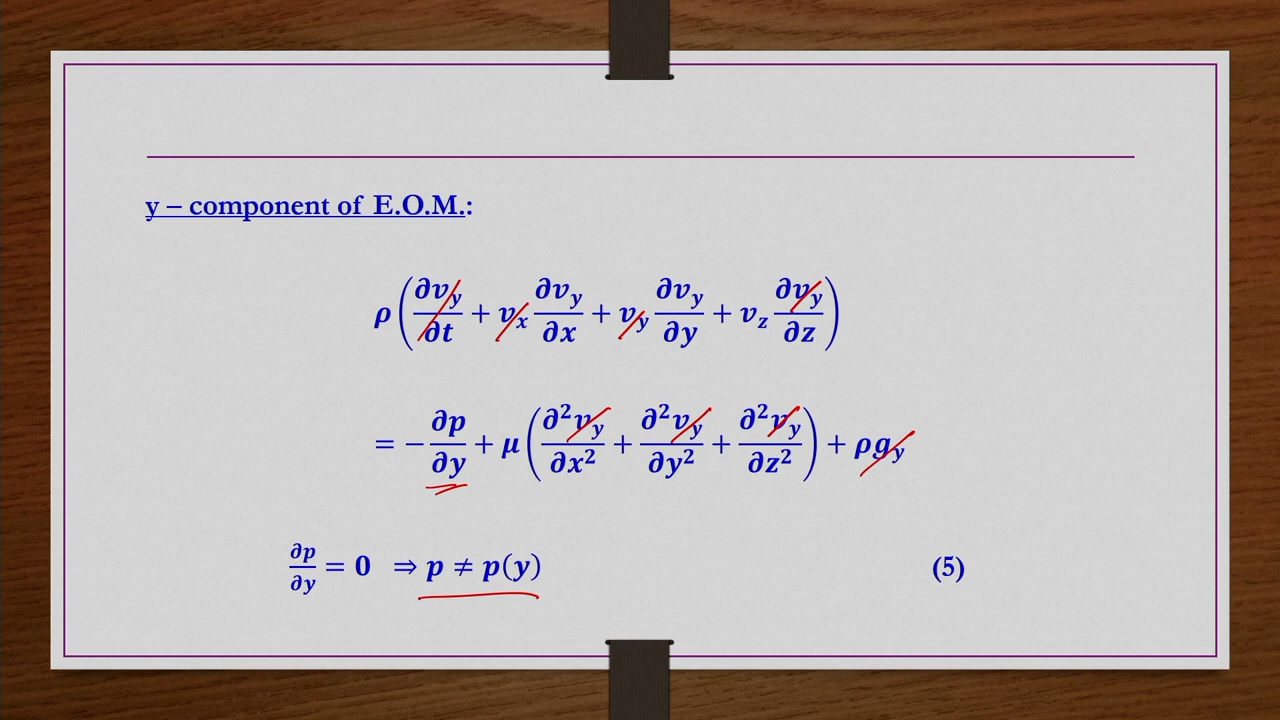 y – component of E.O.M.:
ρ(∂v_y/∂t + v_x ∂v_y/∂x + v_y ∂v_y/∂y + v_z ∂v_y/∂z)
= −∂p/∂y + μ(∂²v_y/∂x² + ∂²v_y/∂y² + ∂²v_y/∂z²) + ρg_y
∂p/∂y = 0 ⇒ p ≠ p(y) (5)